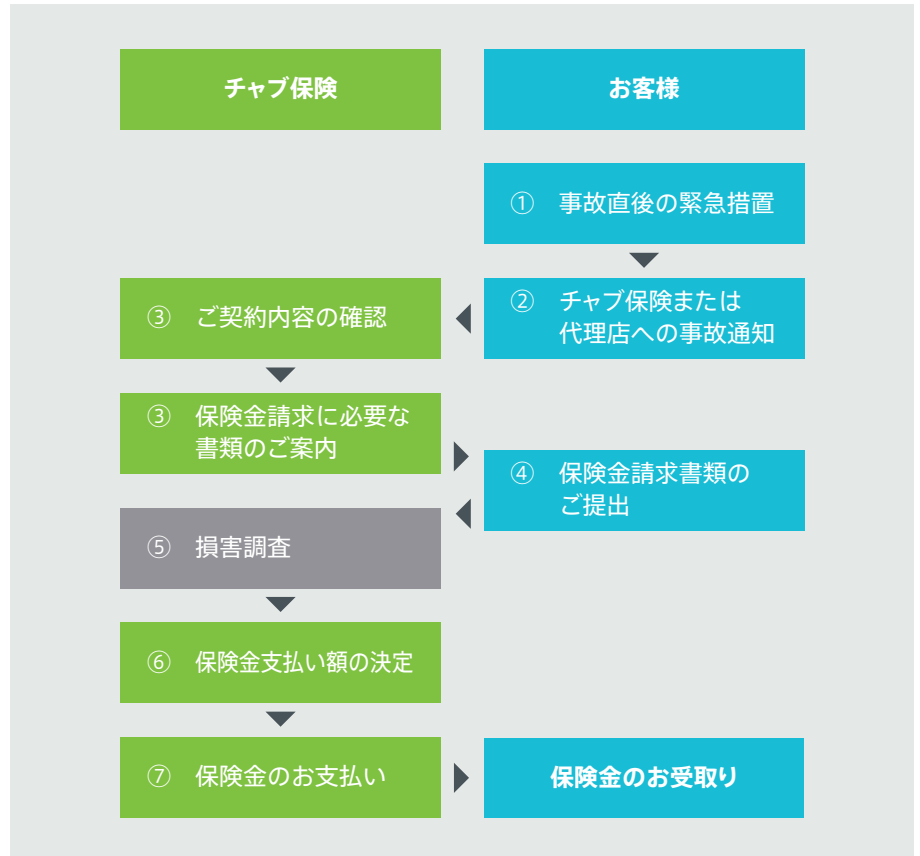 チャブ保険
お客様
① 事故直後の緊急措置
② チャブ保険または
代理店への事故通知
③ ご契約内容の確認
③ 保険金請求に必要な
書類のご案内
④ 保険金請求書類の
ご提出
⑤ 損害調査
⑥ 保険金支払い額の決定
⑦ 保険金のお支払い
保険金のお受取り